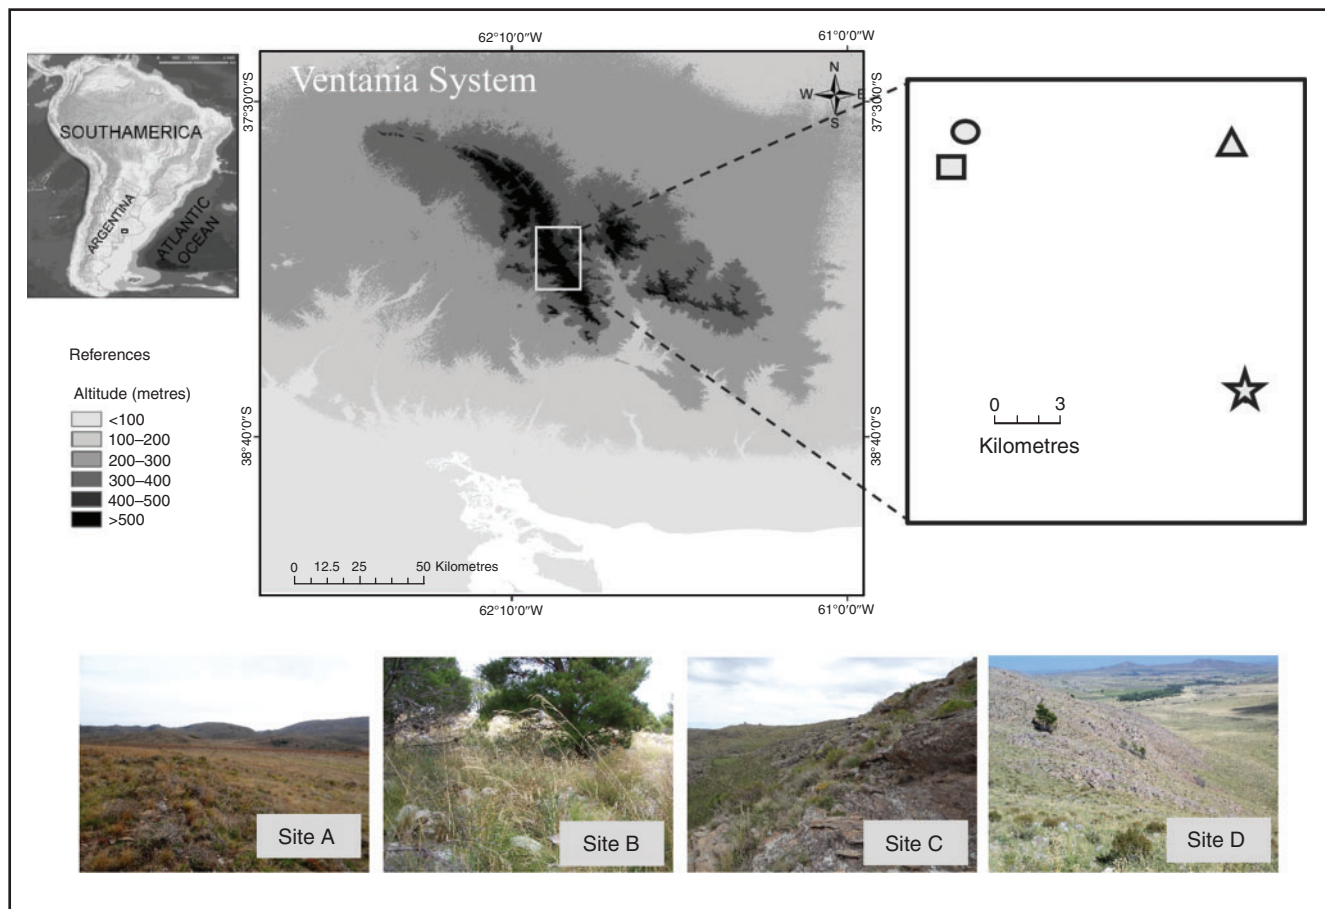 62°10′0″W
61°0′0″W
Ventania System
N
W
E
S
37°30′0″S
37°30′0″S
SOUTHAMERICA
ARGENTINA
ATLANTIC
OCEAN
References
Altitude (metres)
<100
100–200
200–300
300–400
400–500
>500
38°40′0″S
38°40′0″S
0 3
Kilometres
0 12.5 25 50 Kilometres
62°10′0″W
61°0′0″W
Site A
Site B
Site C
Site D